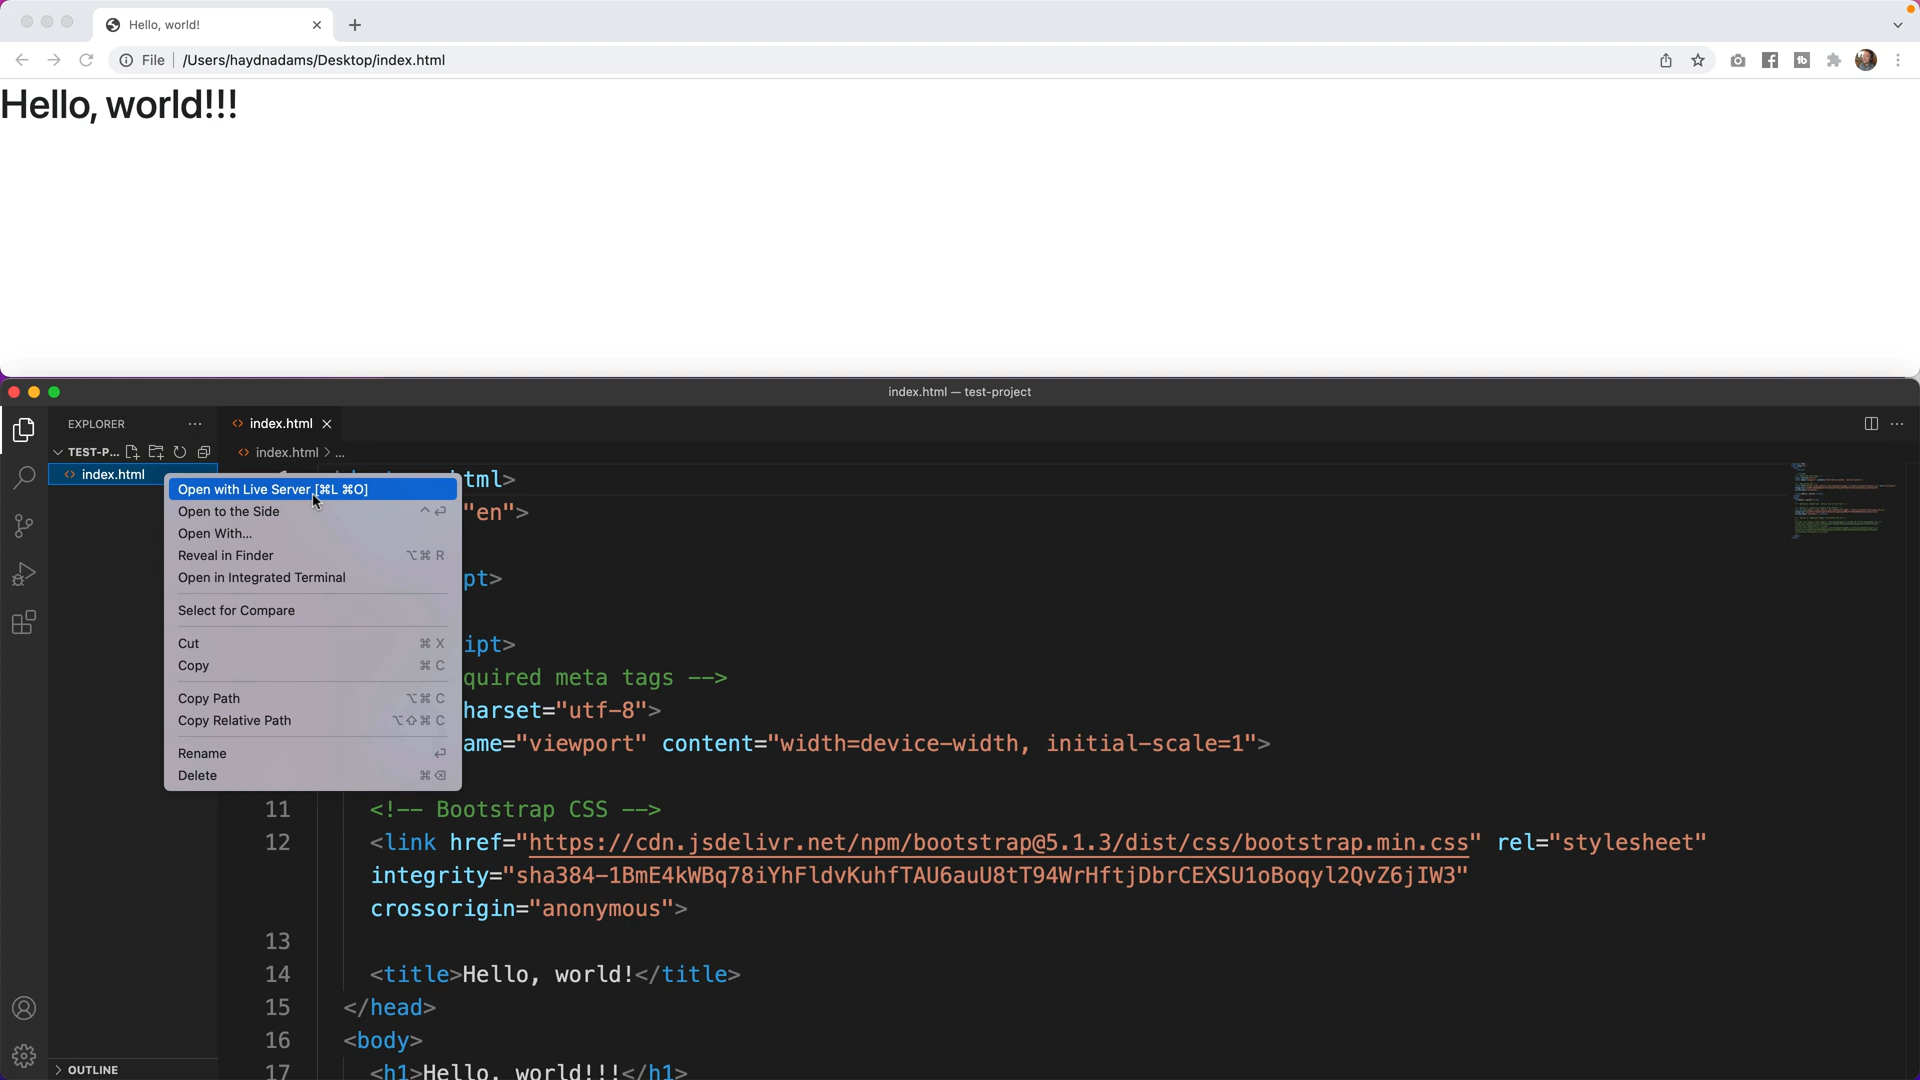 Hello, world!
File /Users/haydnadams/Desktop/index.html
Hello, world!!!
index.html — test-project
EXPLORER
index.html
TEST-P...
index.html > ...
index.html
Open with Live Server [⌘L ⌘O]
Open to the Side ^ ⏎
Open With...
Reveal in Finder ⌥⌘ R
Open in Integrated Terminal
Select for Compare
Cut ⌘ X
Copy ⌘ C
Copy Path ⌥⌘ C
Copy Relative Path ⌥⇧⌘ C
Rename ⏎
Delete ⌘ ⌫
tml>
"en">
pt>
ipt>
quired meta tags -->
harset="utf-8">
ame="viewport" content="width=device-width, initial-scale=1">
11 <!-- Bootstrap CSS -->
12 <link href="https://cdn.jsdelivr.net/npm/bootstrap@5.1.3/dist/css/bootstrap.min.css" rel="stylesheet"
integrity="sha384-1BmE4kWBq78iYhFldvKuhfTAU6auU8tT94WrHftjDbrCEXSU1oBoqyl2QvZ6jIW3"
crossorigin="anonymous">
13
14 <title>Hello, world!</title>
15 </head>
16 <body>
17 <h1>Hello, world!!!</h1>
OUTLINE